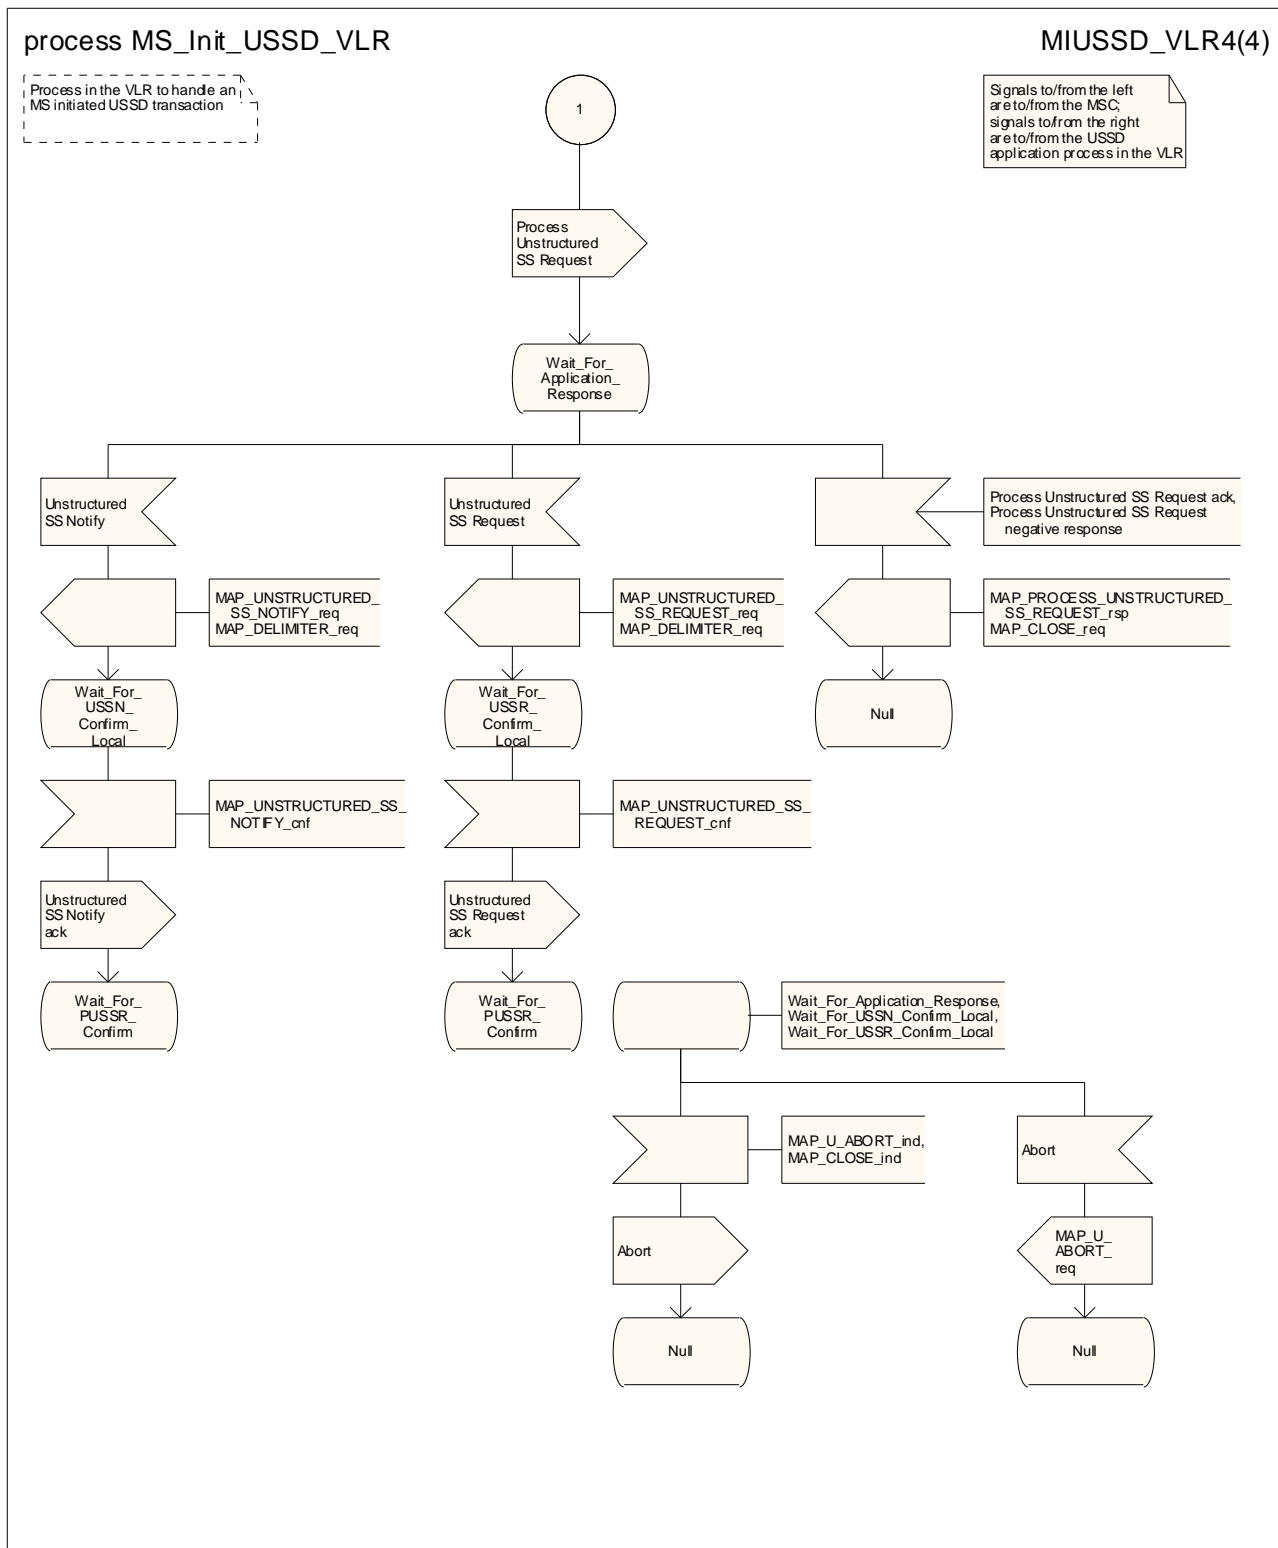 process MS_Init_USSD_VLR
MIUSSD_VLR4(4)
Process in the VLR to handle an
MS initiated USSD transaction
1
Signals to/from the left
are to/from the MSC;
signals to/from the right
are to/from the USSD
application process in the VLR
Process
Unstructured
SS Request
Wait_For_
Application_
Response
Unstructured
SS Notify
Unstructured
SS Request
Process Unstructured SS Request ack,
Process Unstructured SS Request
negative response
MAP_UNSTRUCTURED_
SS_NOTIFY_req
MAP_DELIMITER_req
MAP_UNSTRUCTURED_
SS_REQUEST_req
MAP_DELIMITER_req
MAP_PROCESS_UNSTRUCTURED_
SS_REQUEST_rsp
MAP_CLOSE_req
Wait_For_
USSN_
Confirm_
Local
Wait_For_
USSR_
Confirm_
Local
Null
MAP_UNSTRUCTURED_SS_
NOTIFY_cnf
MAP_UNSTRUCTURED_SS_
REQUEST_cnf
Unstructured
SS Notify
ack
Unstructured
SS Request
ack
Wait_For_
PUSSR_
Confirm
Wait_For_
PUSSR_
Confirm
Wait_For_Application_Response,
Wait_For_USSN_Confirm_Local,
Wait_For_USSR_Confirm_Local
MAP_U_ABORT_ind,
MAP_CLOSE_ind
Abort
Abort
MAP_U_
ABORT_
req
Null
Null